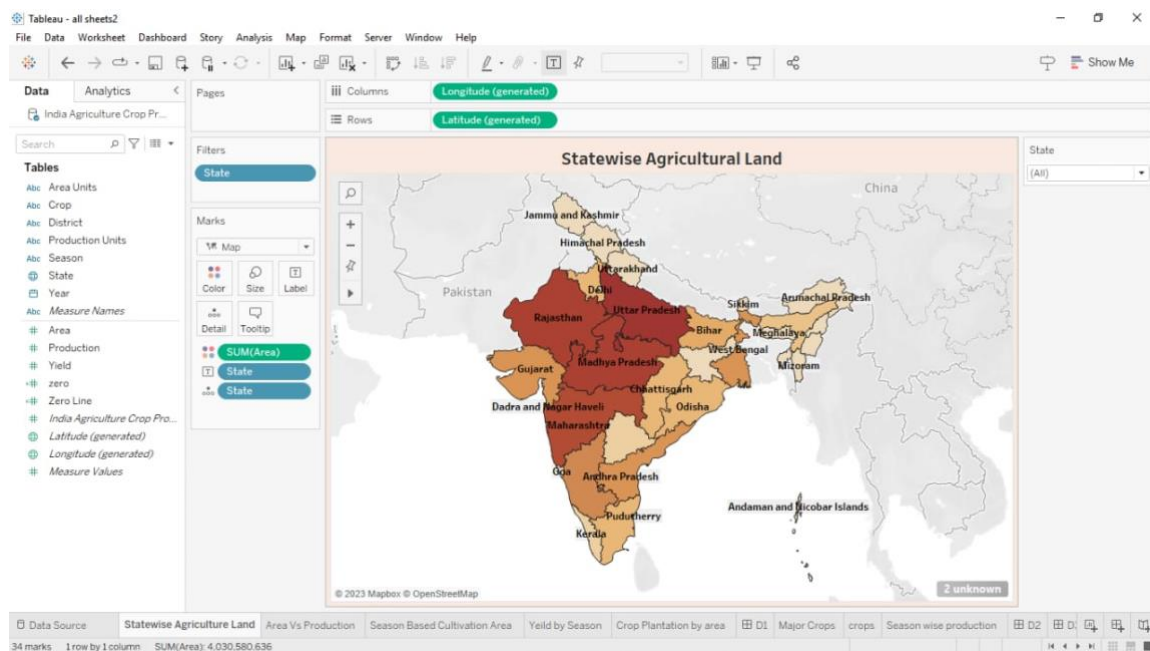 Tableau - all sheets2
File Data Worksheet Dashboard Story Analysis Map Format Server Window Help
Show Me
Data Analytics
India Agriculture Crop Pr...
Search
Tables
Abc Area Units
Abc Crop
Abc District
Abc Production Units
Abc Season
State
Year
Abc Measure Names
# Area
# Production
# Yield
# zero
# Zero Line
# India Agriculture Crop Pro...
Latitude (generated)
Longitude (generated)
# Measure Values
Pages
Filters
State
Marks
Map
Color Size Label
Detail Tooltip
SUM(Area)
State
State
Columns Longitude (generated)
Rows Latitude (generated)
Statewise Agricultural Land
China
Jammu and Kashmir
Himachal Pradesh
Uttarakhand
Delhi
Pakistan
Rajasthan
Uttar Pradesh
Sikkim
Arunachal Pradesh
Bihar
Meghalaya
West Bengal
Madhya Pradesh
Mizoram
Gujarat
Chhattisgarh
Dadra and Nagar Haveli
Odisha
Maharashtra
Goa
Andhra Pradesh
Andaman and Nicobar Islands
Puducherry
Kerala
© 2023 Mapbox © OpenStreetMap
2 unknown
State
(All)
Data Source Statewise Agriculture Land Area Vs Production Season Based Cultivation Area Yeild by Season Crop Plantation by area D1 Major Crops crops Season wise production D2
34 marks 1 row by 1 column SUM(Area): 4,030,580,636